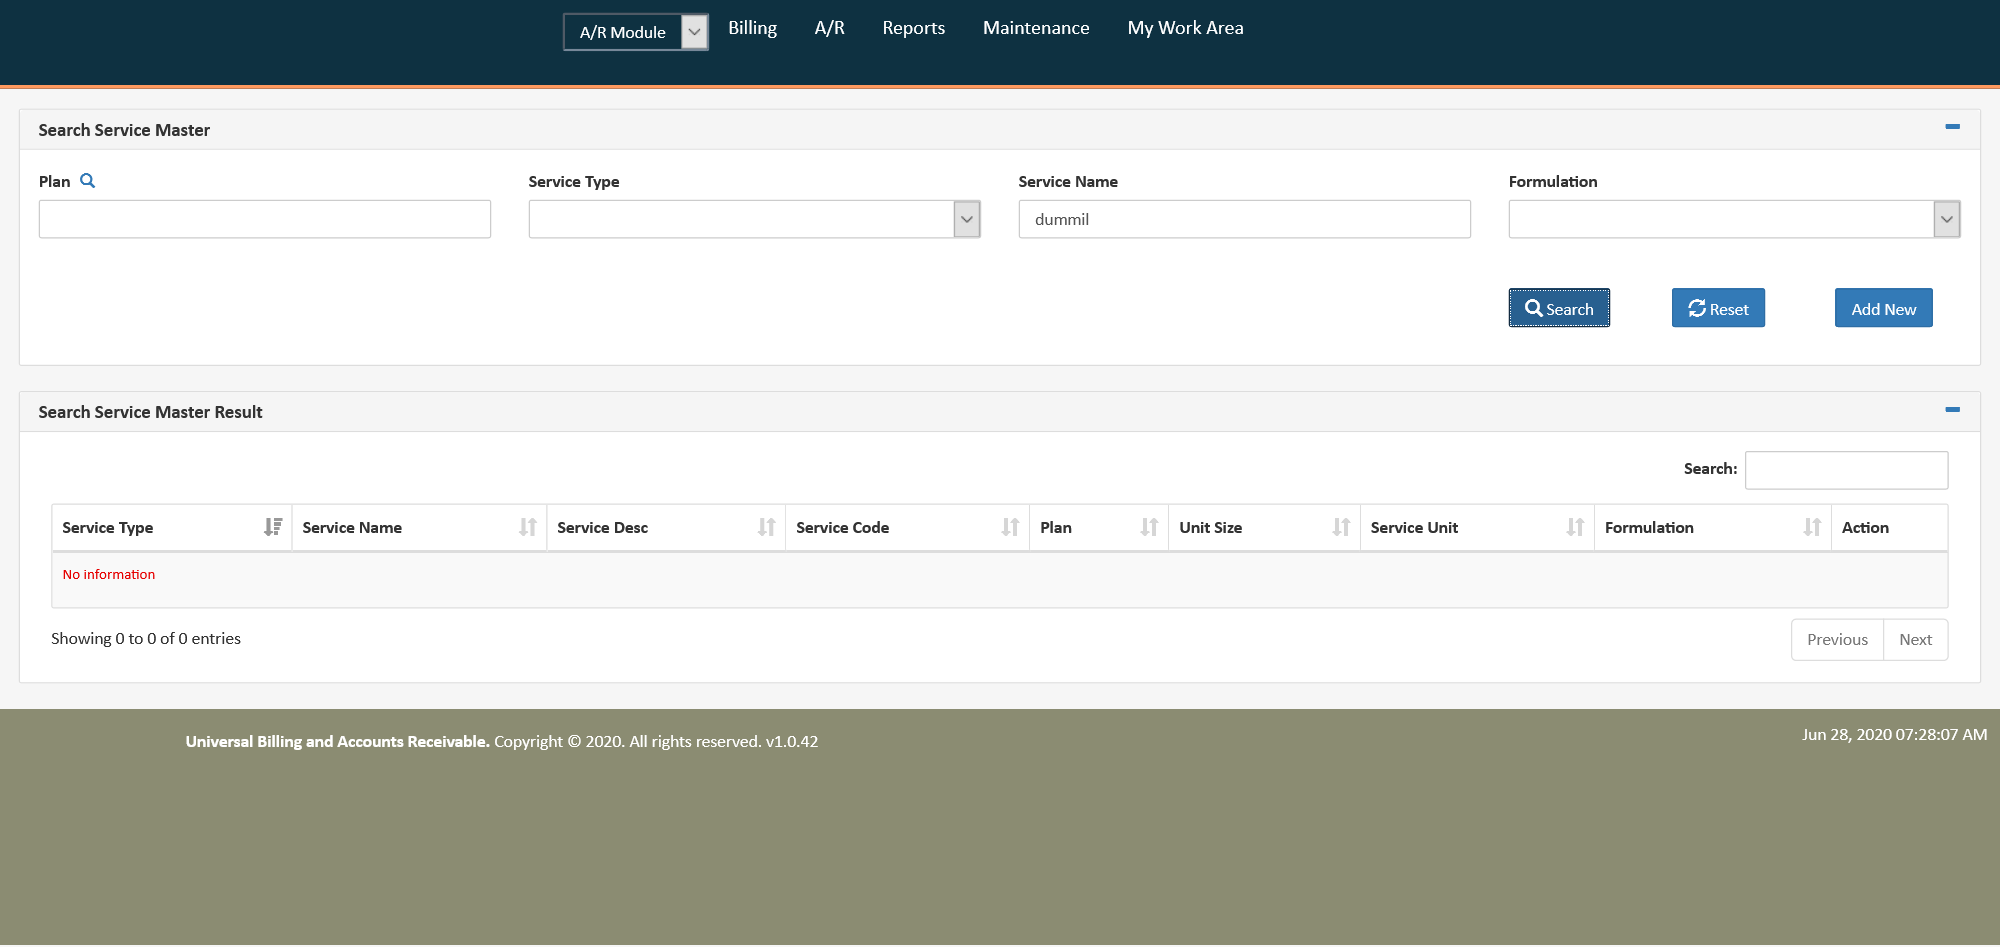 A/R Module Billing A/R Reports Maintenance My Work Area
Search Service Master
Plan Service Type Service Name Formulation
dummil
Search Reset Add New
Search Service Master Result
Search:
Service Type Service Name Service Desc Service Code Plan Unit Size Service Unit Formulation Action
No information
Showing 0 to 0 of 0 entries
Previous Next
Universal Billing and Accounts Receivable. Copyright © 2020. All rights reserved. v1.0.42
Jun 28, 2020 07:28:07 AM